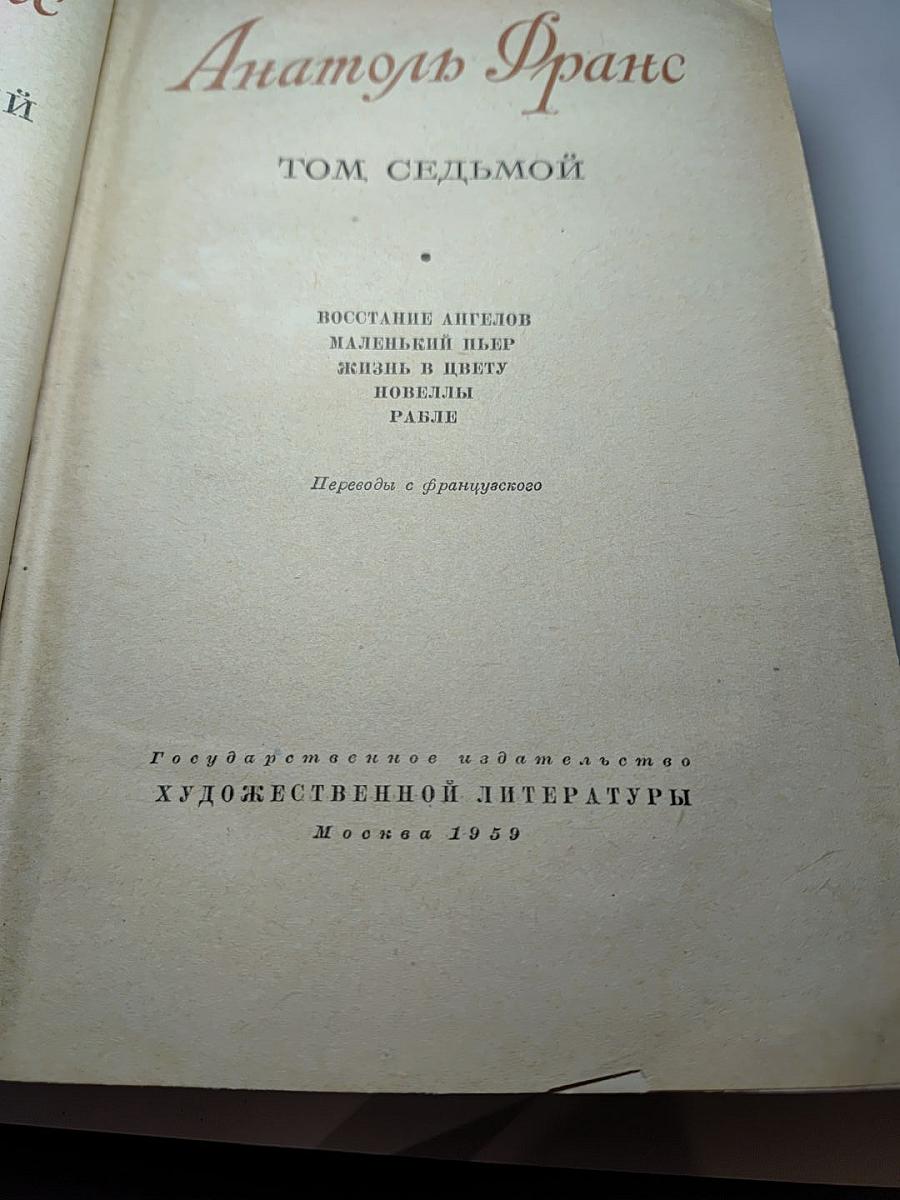 Анатоль Франс
ТОМ СЕДЬМОЙ
ВОССТАНИЕ АНГЕЛОВ
МАЛЕНЬКИЙ ПЬЕР
ЖИЗНЬ В ЦВЕТУ
НОВЕЛЛЫ
РАБЛЕ
Переводы с французского
Государственное издательство
ХУДОЖЕСТВЕННОЙ ЛИТЕРАТУРЫ
Москва 1959